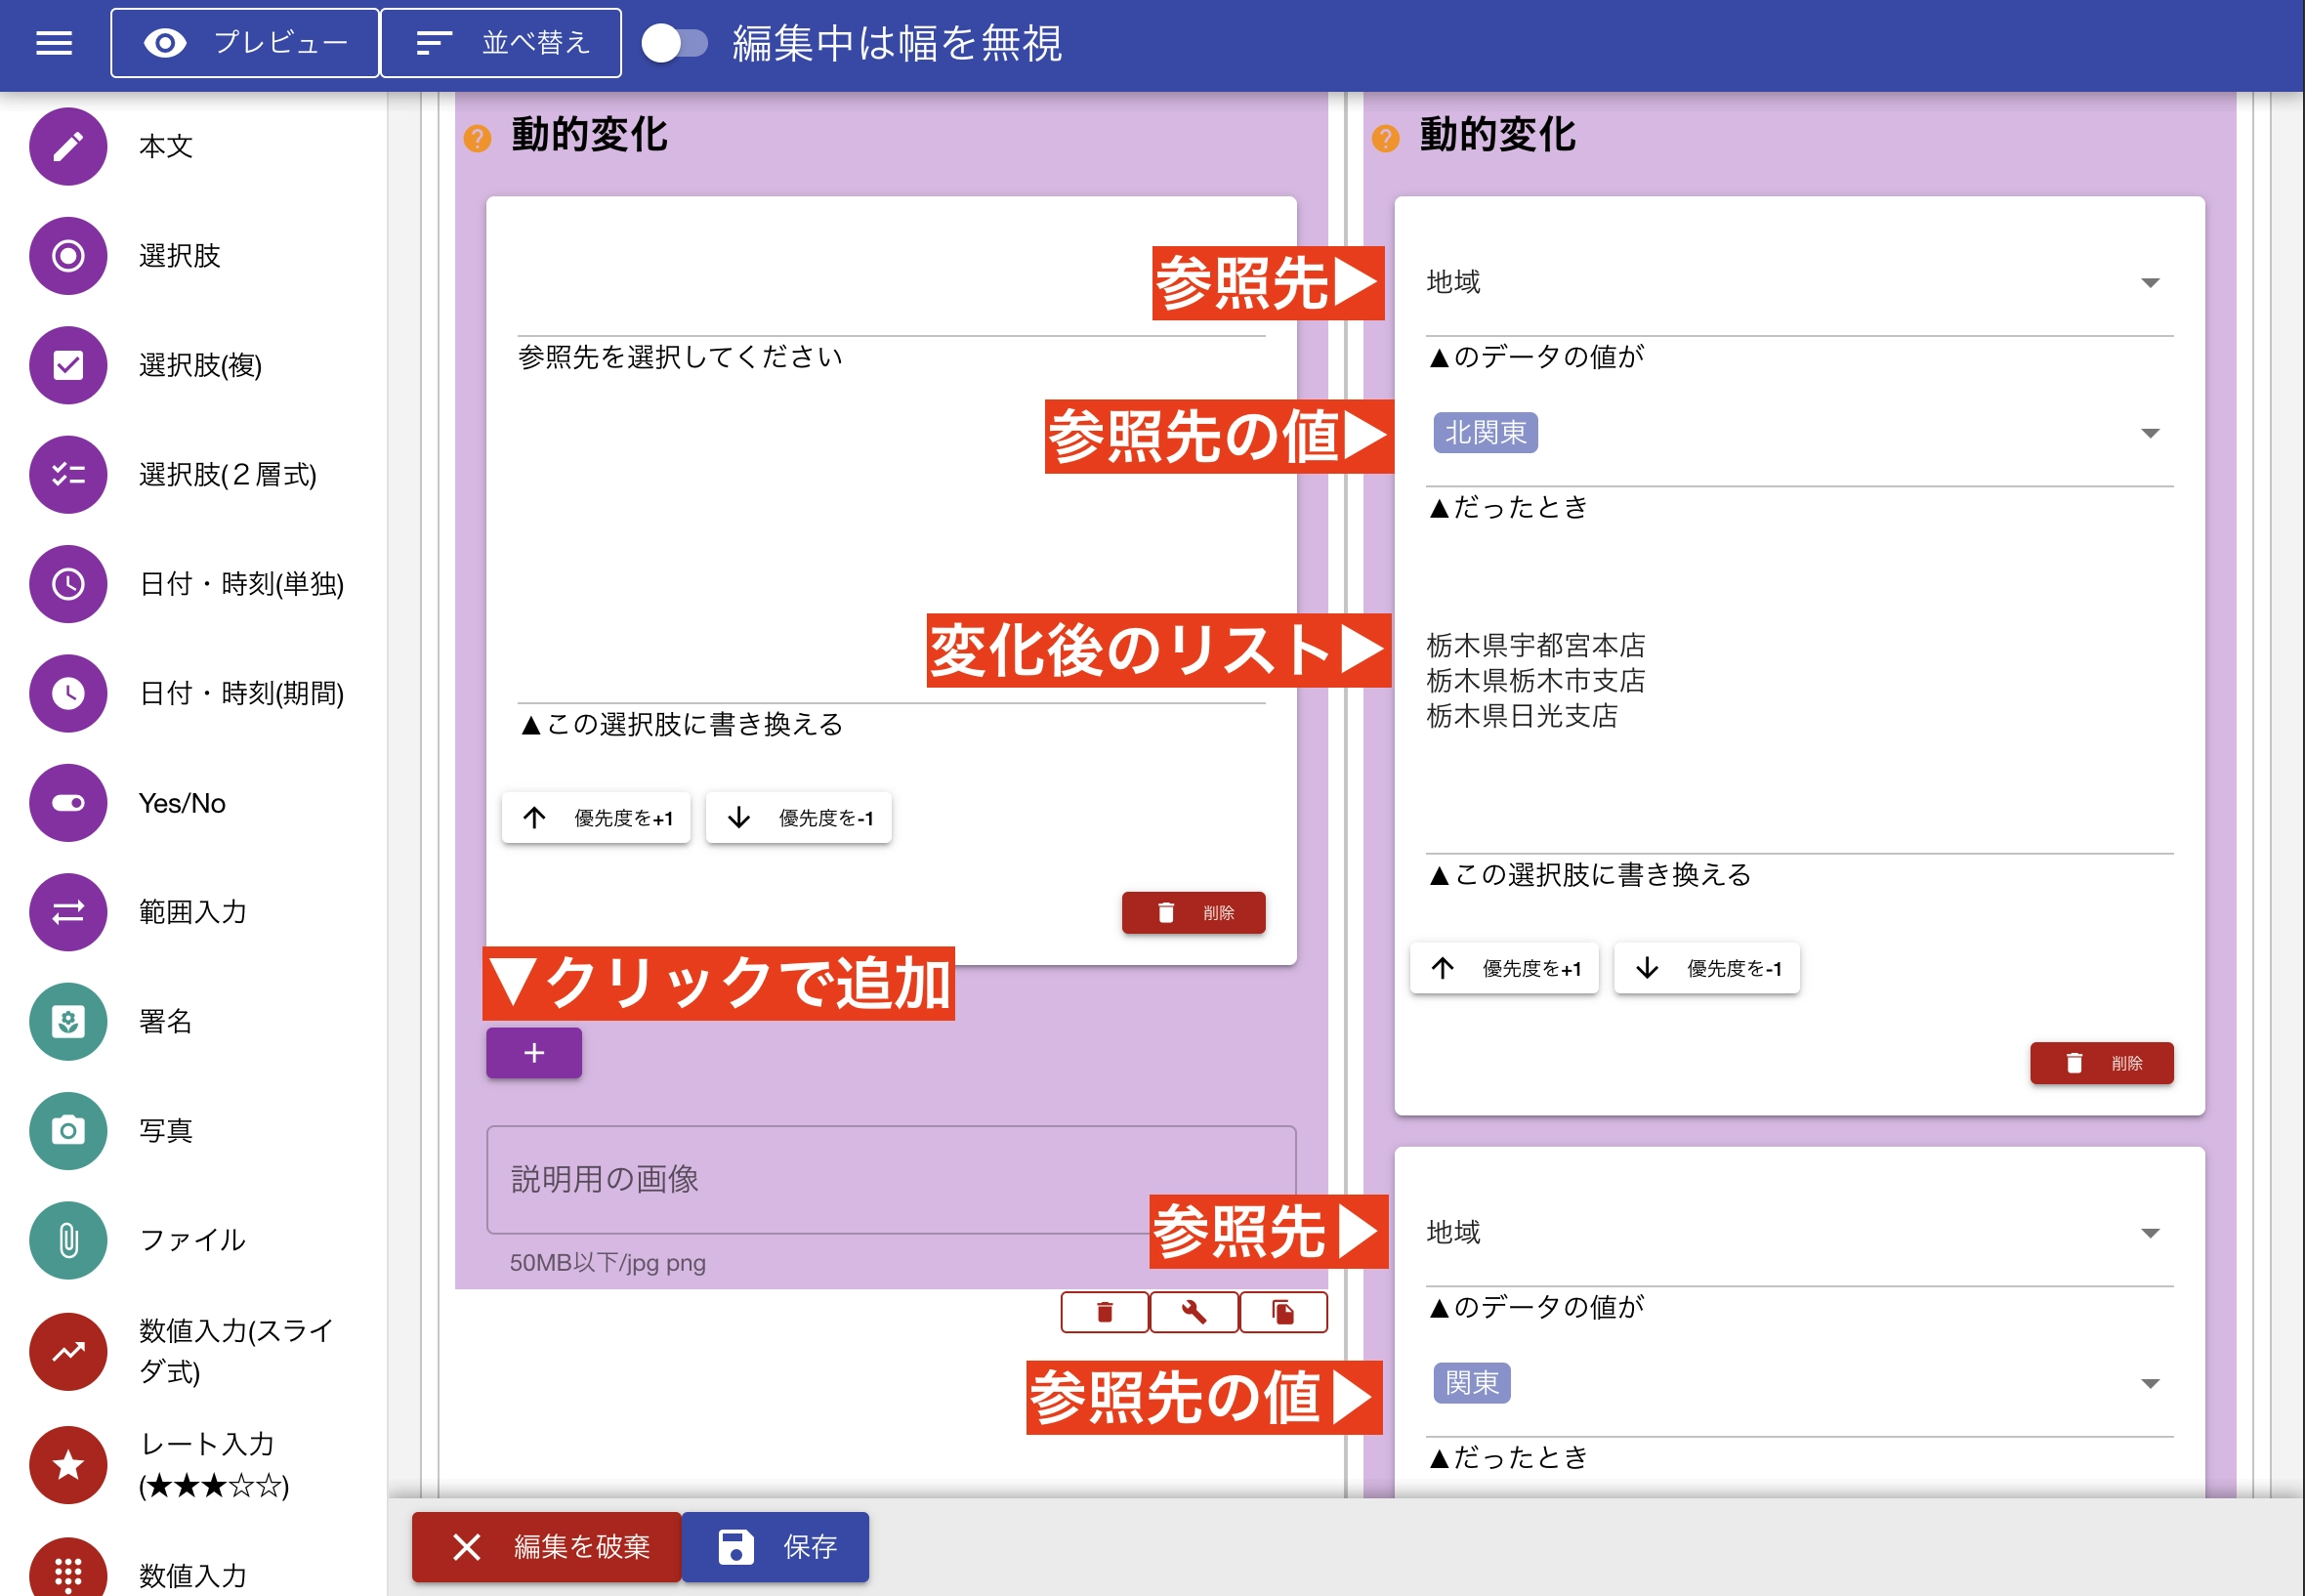 プレビュー
並べ替え
編集中は幅を無視
本文
選択肢
選択肢(複)
選択肢(２層式)
日付・時刻(単独)
日付・時刻(期間)
Yes/No
範囲入力
署名
写真
ファイル
数値入力(スライ
ダ式)
レート入力
(★★★☆☆)
数値入力
動的変化
参照先を選択してください
▲この選択肢に書き換える
優先度を+1
優先度を-1
削除
▼クリックで追加
+
説明用の画像
50MB以下/jpg png
動的変化
参照先▶
地域
▲のデータの値が
参照先の値▶
北関東
▲だったとき
変化後のリスト▶
栃木県宇都宮本店
栃木県栃木市支店
栃木県日光支店
▲この選択肢に書き換える
優先度を+1
優先度を-1
削除
参照先▶
地域
▲のデータの値が
参照先の値▶
関東
▲だったとき
編集を破棄
保存